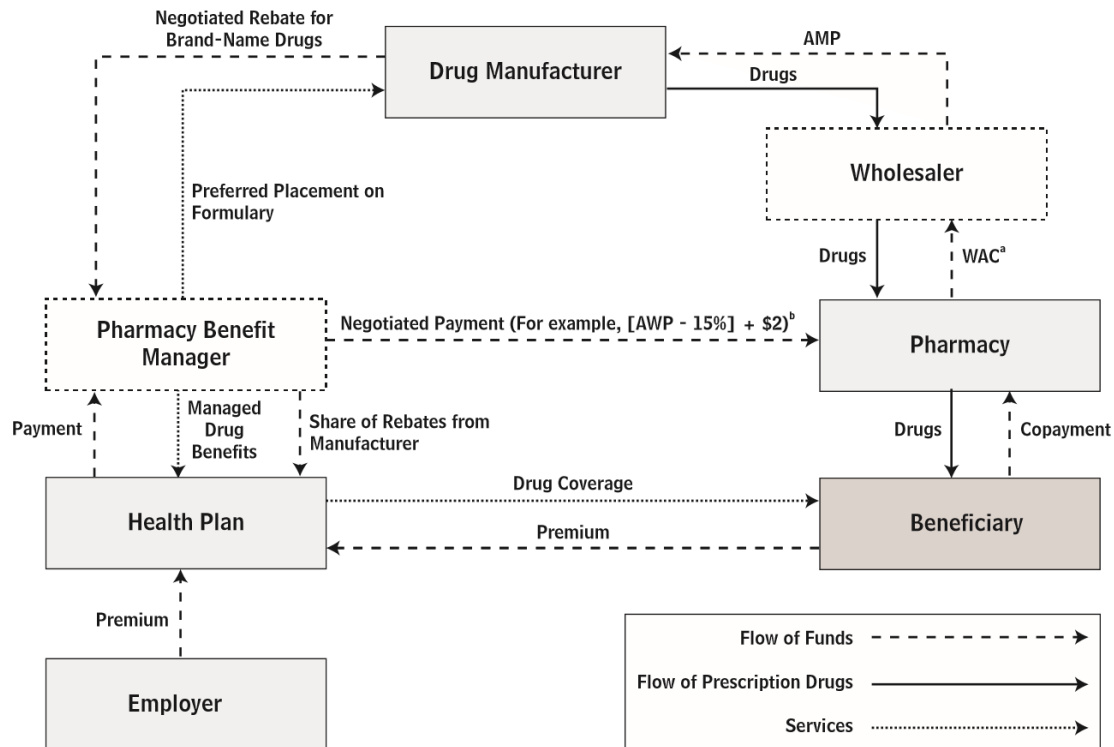 Negotiated Rebate for
Brand-Name Drugs
Drug Manufacturer
AMP
Drugs
Wholesaler
Preferred Placement on
Formulary
Drugs
WACᵃ
Pharmacy Benefit
Manager
Negotiated Payment (For example, [AWP - 15%] + $2)ᵇ
Pharmacy
Payment
Managed
Drug
Benefits
Share of Rebates from
Manufacturer
Drugs
Copayment
Health Plan
Drug Coverage
Premium
Beneficiary
Premium
Employer
Flow of Funds
Flow of Prescription Drugs
Services